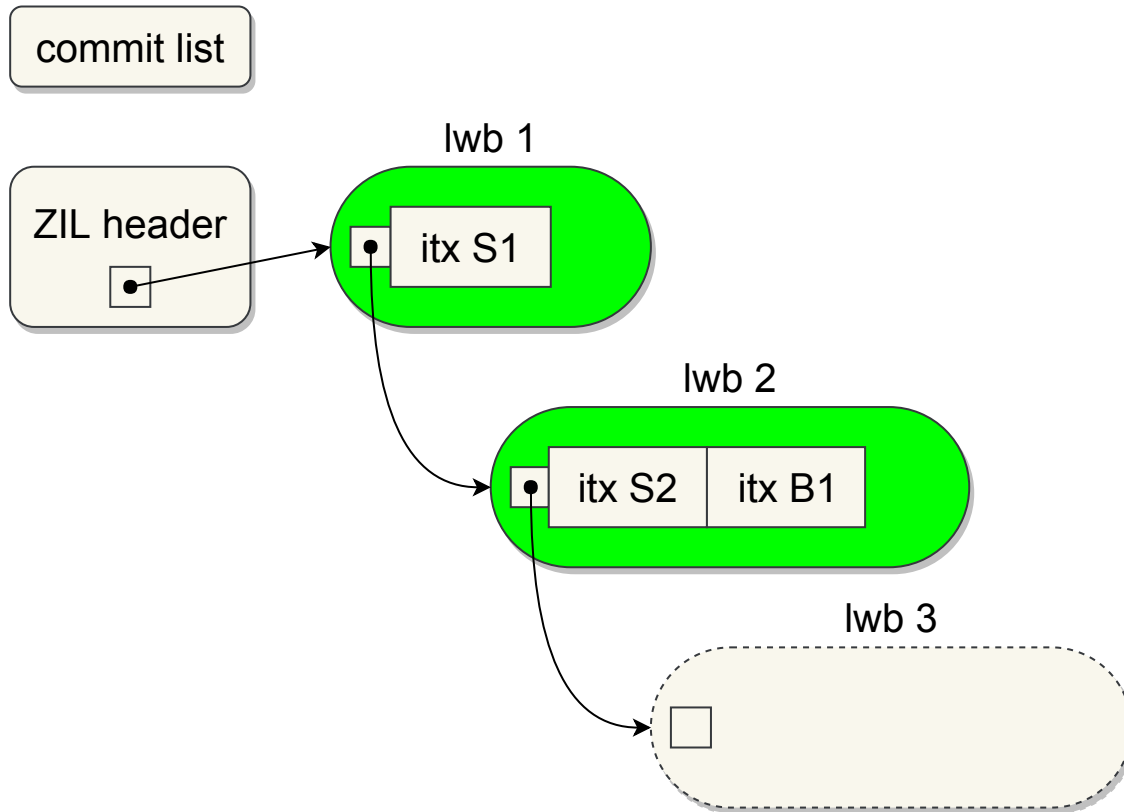 commit list
lwb 1
ZIL header
itx S1
lwb 2
itx S2
itx B1
lwb 3